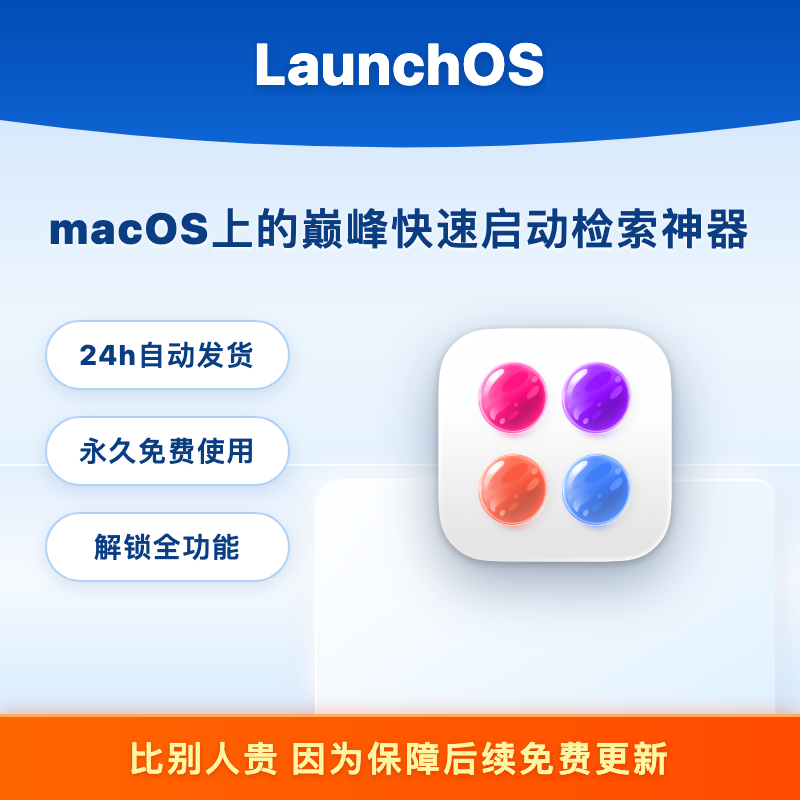 LaunchOS
macOS上的巅峰快速启动检索神器
24h自动发货
永久免费使用
解锁全功能
比别人贵 因为保障后续免费更新